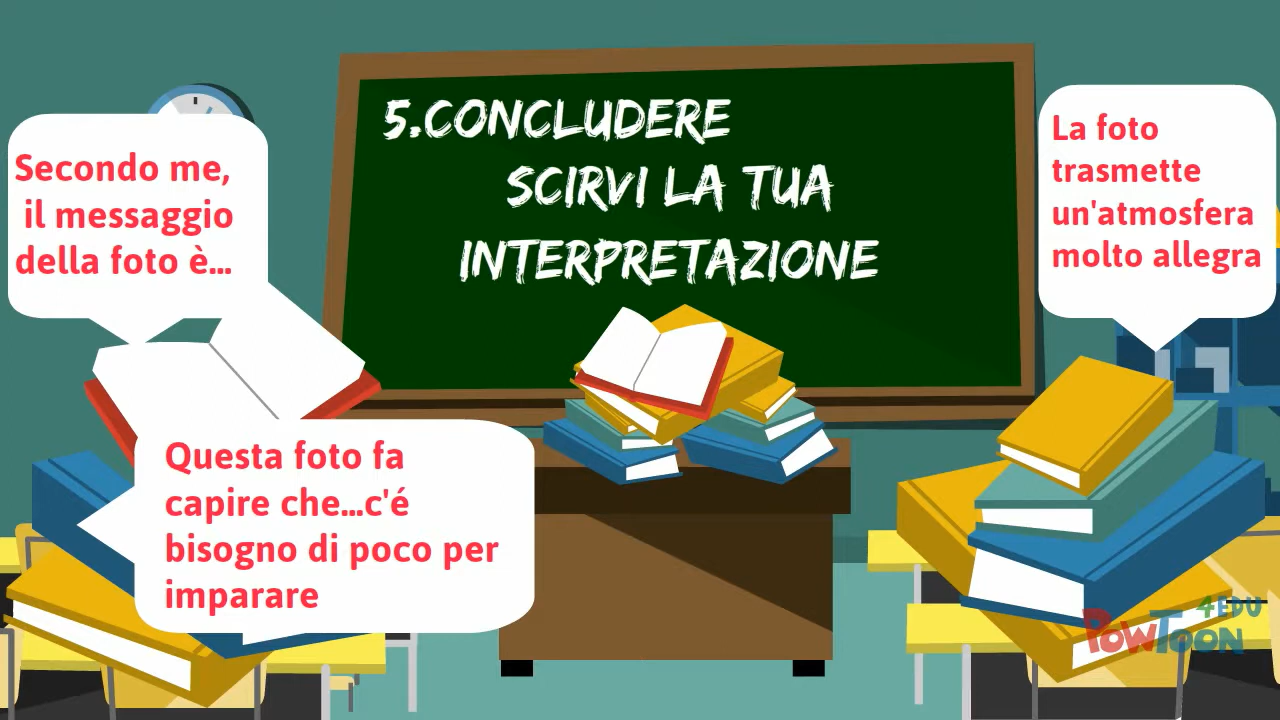 5.CONCLUDERE
SCIRVI LA TUA
INTERPRETAZIONE
Secondo me,
il messaggio
della foto è...
La foto
trasmette
un'atmosfera
molto allegra
Questa foto fa
capire che...c'é
bisogno di poco per
imparare
4EDU
POWTOON